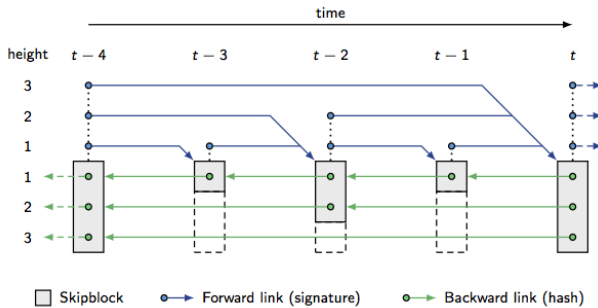 time
height t − 4 t − 3 t − 2 t − 1 t
3
2
1
1
2
3
Skipblock Forward link (signature) Backward link (hash)